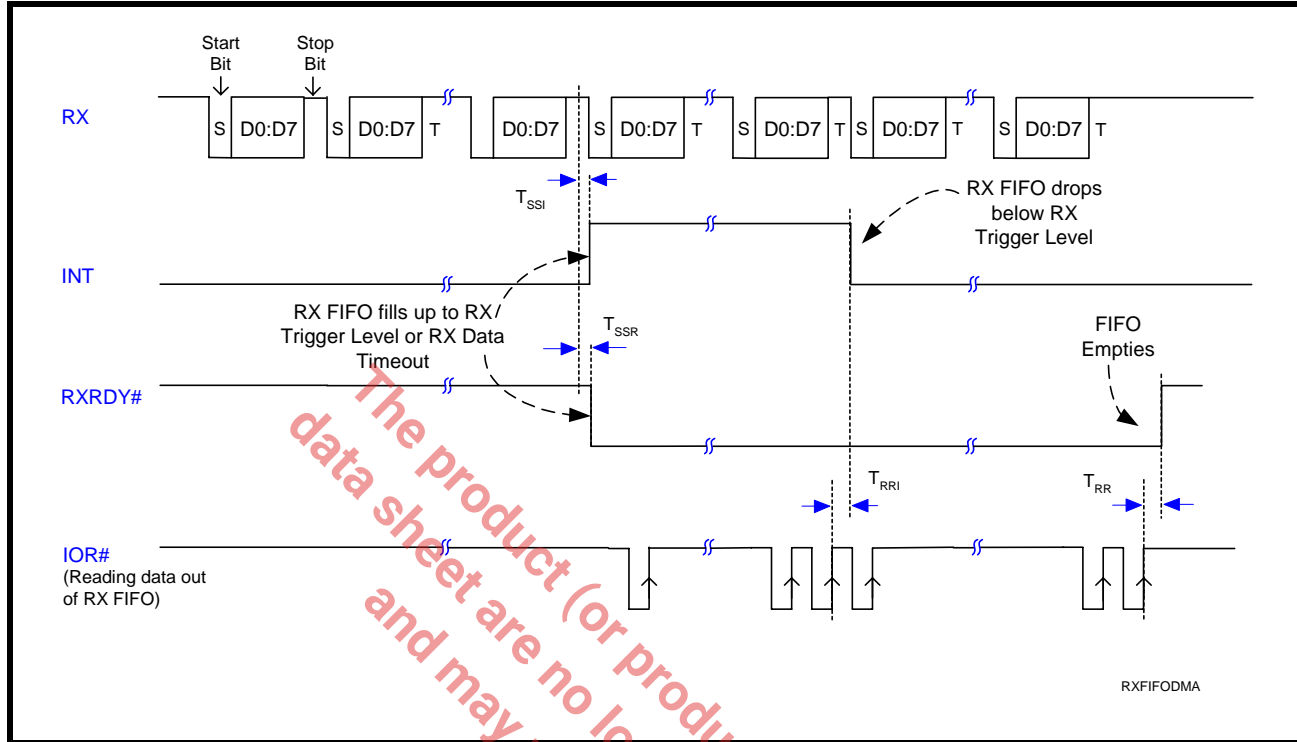 Start
Bit
Stop
Bit
RX
S D0:D7 S D0:D7 T D0:D7 S D0:D7 T S D0:D7 T S D0:D7 T S D0:D7 T
TSSI
RX FIFO drops
below RX
Trigger Level
INT
RX FIFO fills up to RX
Trigger Level or RX Data
Timeout
TSSR
FIFO
Empties
RXRDY#
TRRI
TRR
IOR#
(Reading data out
of RX FIFO)
RXFIFODMA
The product (or produ
data sheet are no lo
and may